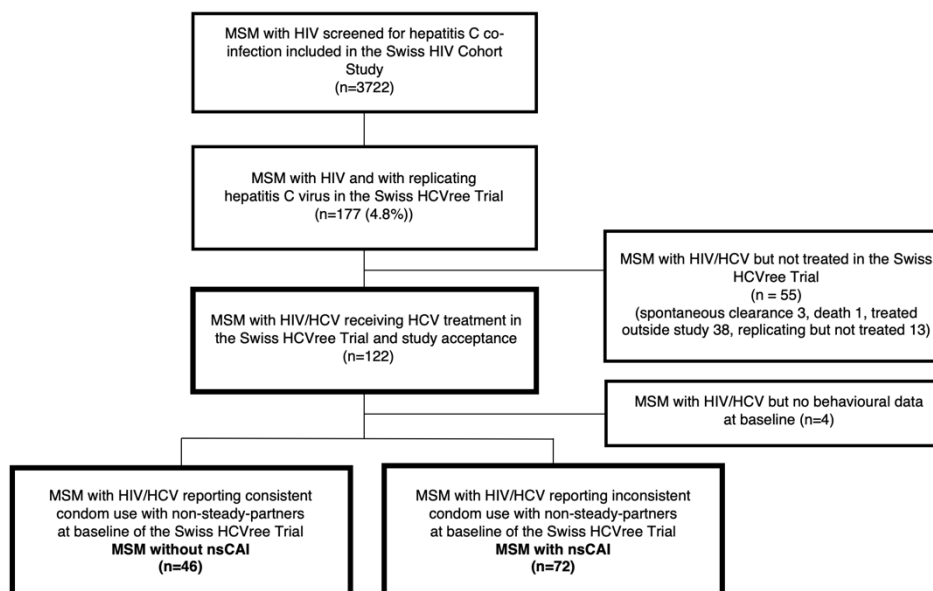 MSM with HIV screened for hepatitis C co-
infection included in the Swiss HIV Cohort
Study
(n=3722)
MSM with HIV and with replicating
hepatitis C virus in the Swiss HCVree Trial
(n=177 (4.8%))
MSM with HIV/HCV but not treated in the Swiss
HCVree Trial
(n = 55)
(spontaneous clearance 3, death 1, treated
outside study 38, replicating but not treated 13)
MSM with HIV/HCV receiving HCV treatment in
the Swiss HCVree Trial and study acceptance
(n=122)
MSM with HIV/HCV but no behavioural data
at baseline (n=4)
MSM with HIV/HCV reporting consistent
condom use with non-steady-partners
at baseline of the Swiss HCVree Trial
MSM without nsCAI
(n=46)
MSM with HIV/HCV reporting inconsistent
condom use with non-steady-partners
at baseline of the Swiss HCVree Trial
MSM with nsCAI
(n=72)